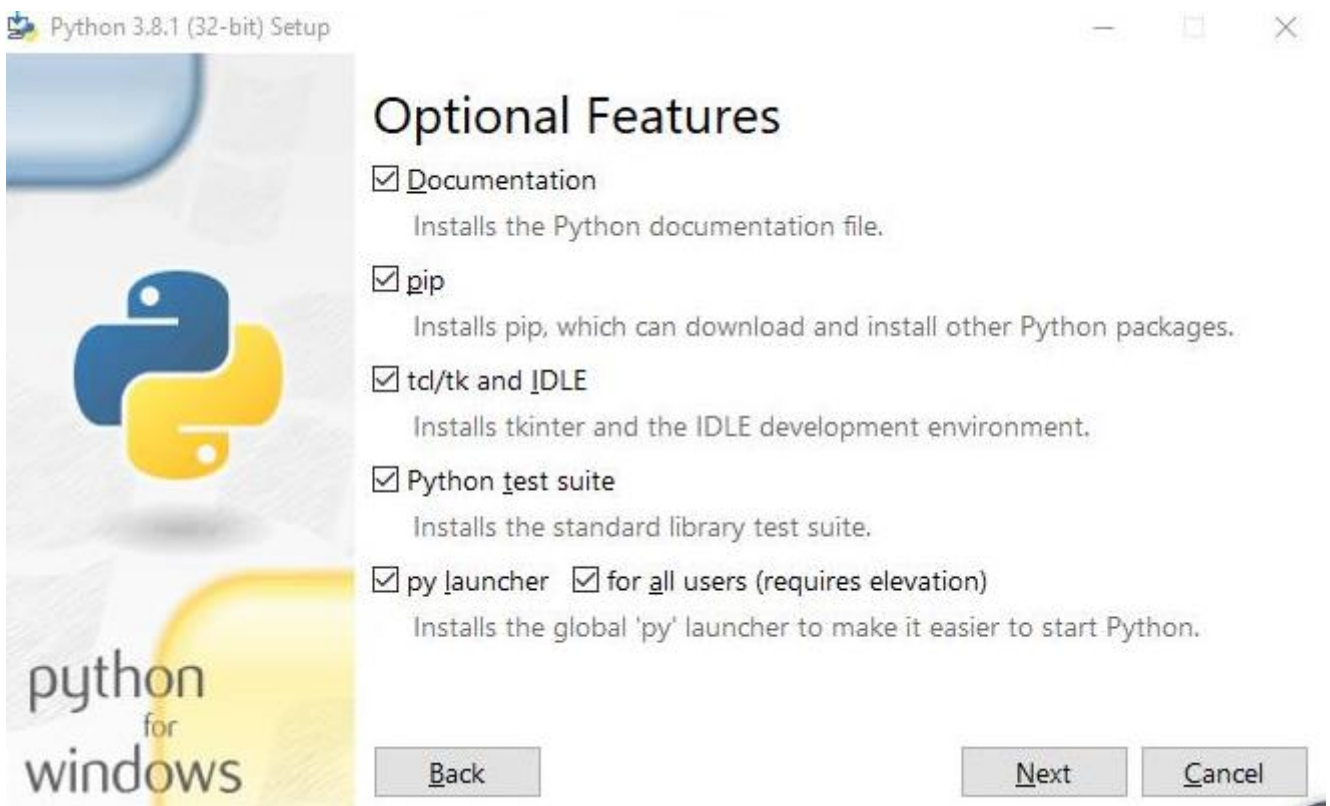 Python 3.8.1 (32-bit) Setup
Optional Features
Documentation
Installs the Python documentation file.
pip
Installs pip, which can download and install other Python packages.
tcl/tk and IDLE
Installs tkinter and the IDLE development environment.
Python test suite
Installs the standard library test suite.
py launcher for all users (requires elevation)
Installs the global 'py' launcher to make it easier to start Python.
python
for
windows
Back Next Cancel